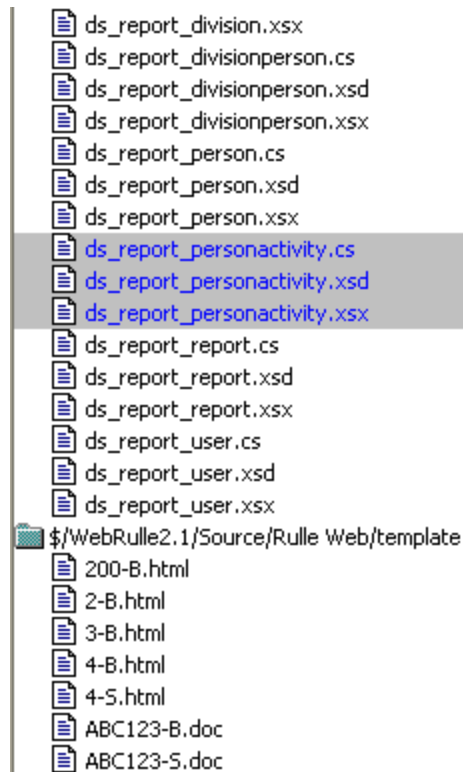 ds_report_division.xsx
ds_report_divisionperson.cs
ds_report_divisionperson.xsd
ds_report_divisionperson.xsx
ds_report_person.cs
ds_report_person.xsd
ds_report_person.xsx
ds_report_personactivity.cs
ds_report_personactivity.xsd
ds_report_personactivity.xsx
ds_report_report.cs
ds_report_report.xsd
ds_report_report.xsx
ds_report_user.cs
ds_report_user.xsd
ds_report_user.xsx
$/WebRulle2.1/Source/Rulle Web/template
200-B.html
2-B.html
3-B.html
4-B.html
4-S.html
ABC123-B.doc
ABC123-S.doc